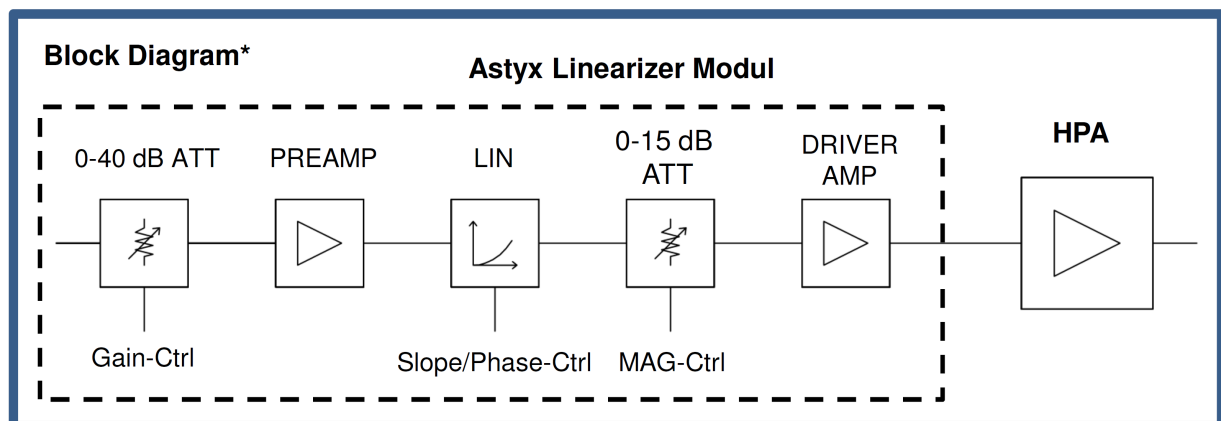 Block Diagram*
Astyx Linearizer Modul
HPA
0-40 dB ATT
PREAMP
LIN
0-15 dB
ATT
DRIVER
AMP
Gain-Ctrl
Slope/Phase-Ctrl
MAG-Ctrl